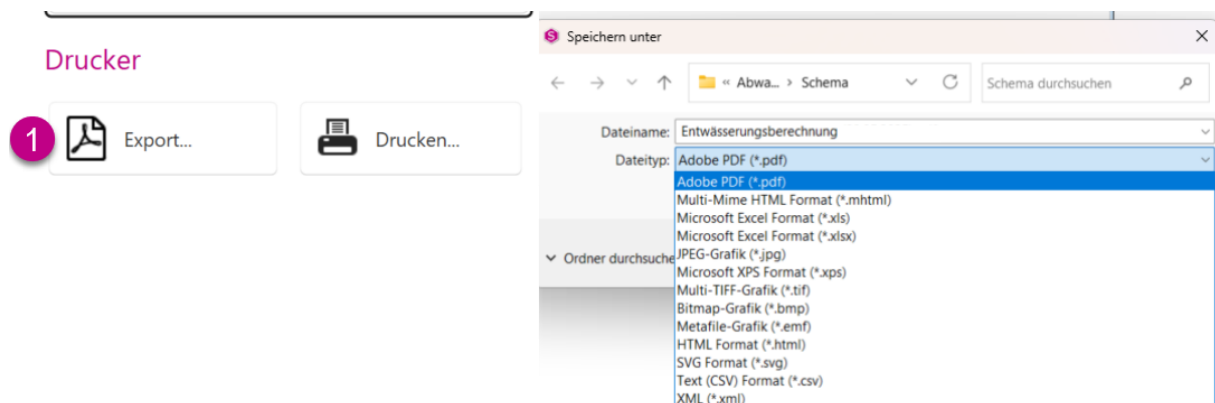 Drucker
1
Export...
Drucken...
S Speichern unter
« Abwa... > Schema
Schema durchsuchen
Dateiname: Entwässerungsberechnung
Dateityp: Adobe PDF (*.pdf)
Adobe PDF (*.pdf)
Multi-Mime HTML Format (*.mhtml)
Microsoft Excel Format (*.xls)
Microsoft Excel Format (*.xlsx)
JPEG-Grafik (*.jpg)
Microsoft XPS Format (*.xps)
Multi-TIFF-Grafik (*.tif)
Bitmap-Grafik (*.bmp)
Metafile-Grafik (*.emf)
HTML Format (*.html)
SVG Format (*.svg)
Text (CSV) Format (*.csv)
XML (*.xml)
Ordner durchsuche